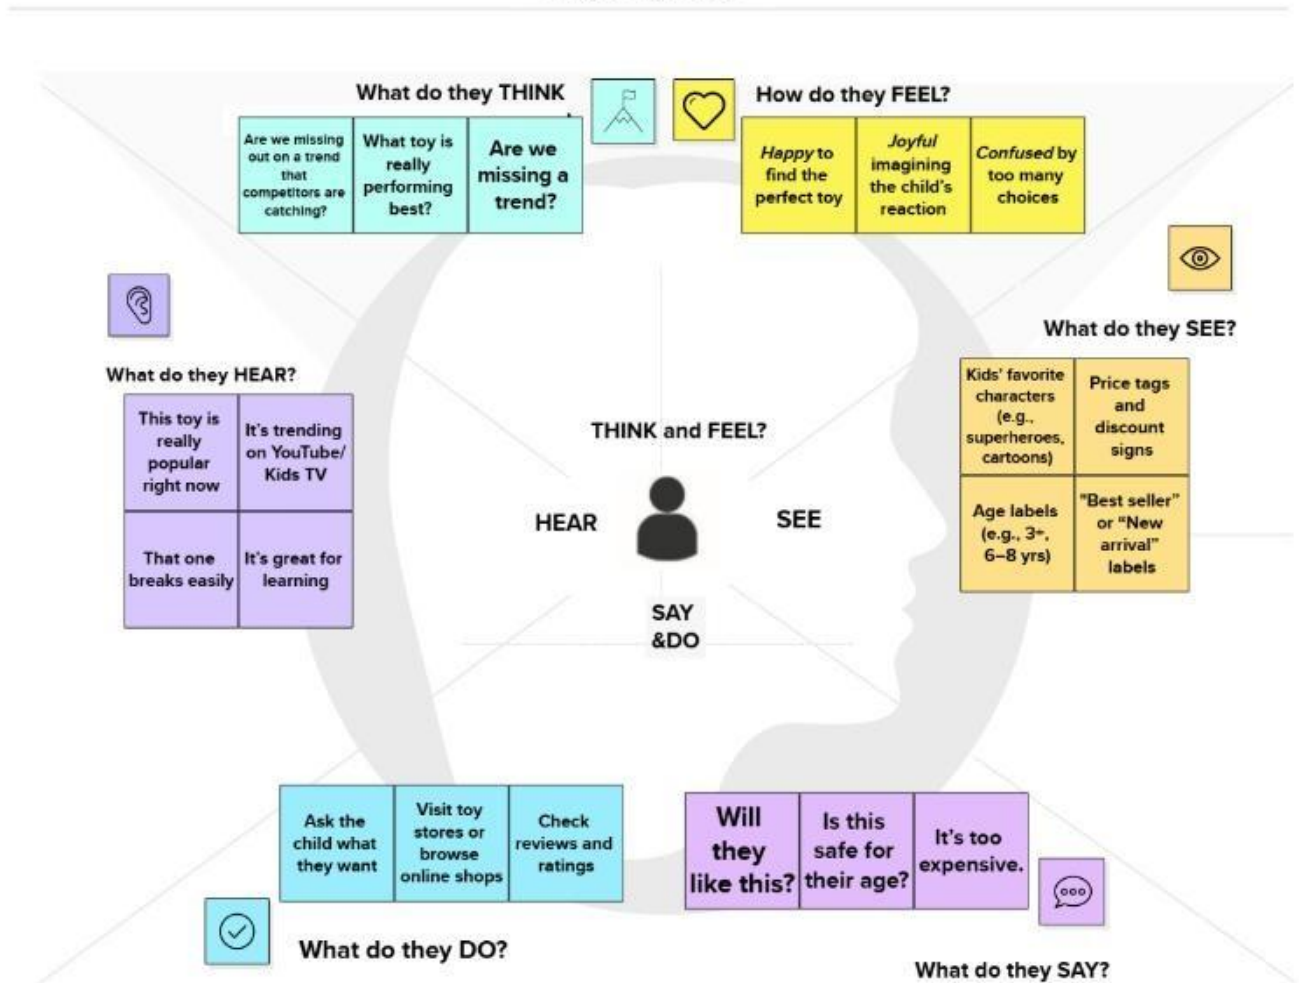 What do they THINK
How do they FEEL?
Are we missing
out on a trend
that
competitors are
catching?
What toy is
really
performing
best?
Are we
missing a
trend?
Happy to
find the
perfect toy
Joyful
imagining
the child's
reaction
Confused by
too many
choices
What do they SEE?
Kids' favorite
characters
(e.g.,
superheroes,
cartoons)
Price tags
and
discount
signs
Age labels
(e.g., 3+,
6–8 yrs)
"Best seller"
or "New
arrival"
labels
What do they HEAR?
This toy is
really
popular
right now
It's trending
on YouTube/
Kids TV
That one
breaks easily
It's great for
learning
THINK and FEEL?
HEAR
SEE
SAY
&DO
Ask the
child what
they want
Visit toy
stores or
browse
online shops
Check
reviews and
ratings
What do they DO?
Will
they
like this?
Is this
safe for
their age?
It's too
expensive.
What do they SAY?